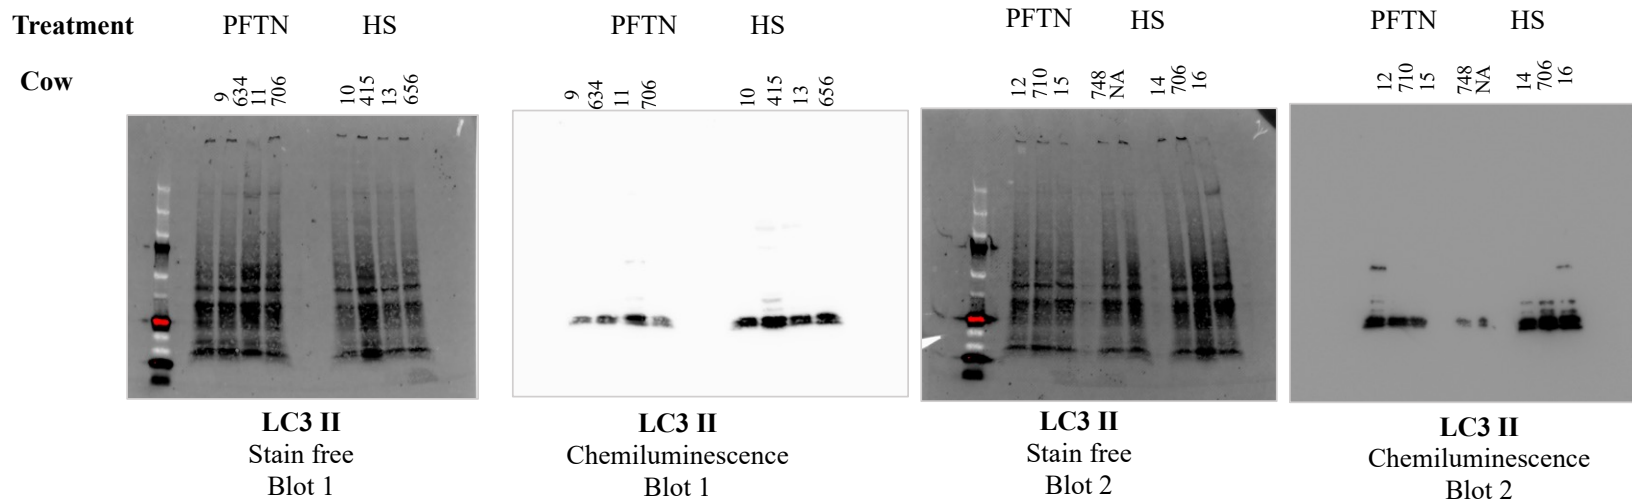 Treatment PFTN HS PFTN HS PFTN HS PFTN HS
Cow 9 634 11 706 10 415 13 656 9 634 11 706 10 415 13 656 12 710 15 748 NA 14 706 16 12 710 15 748 NA 14 706 16
LC3 II
Stain free
Blot 1
LC3 II
Chemiluminescence
Blot 1
LC3 II
Stain free
Blot 2
LC3 II
Chemiluminescence
Blot 2